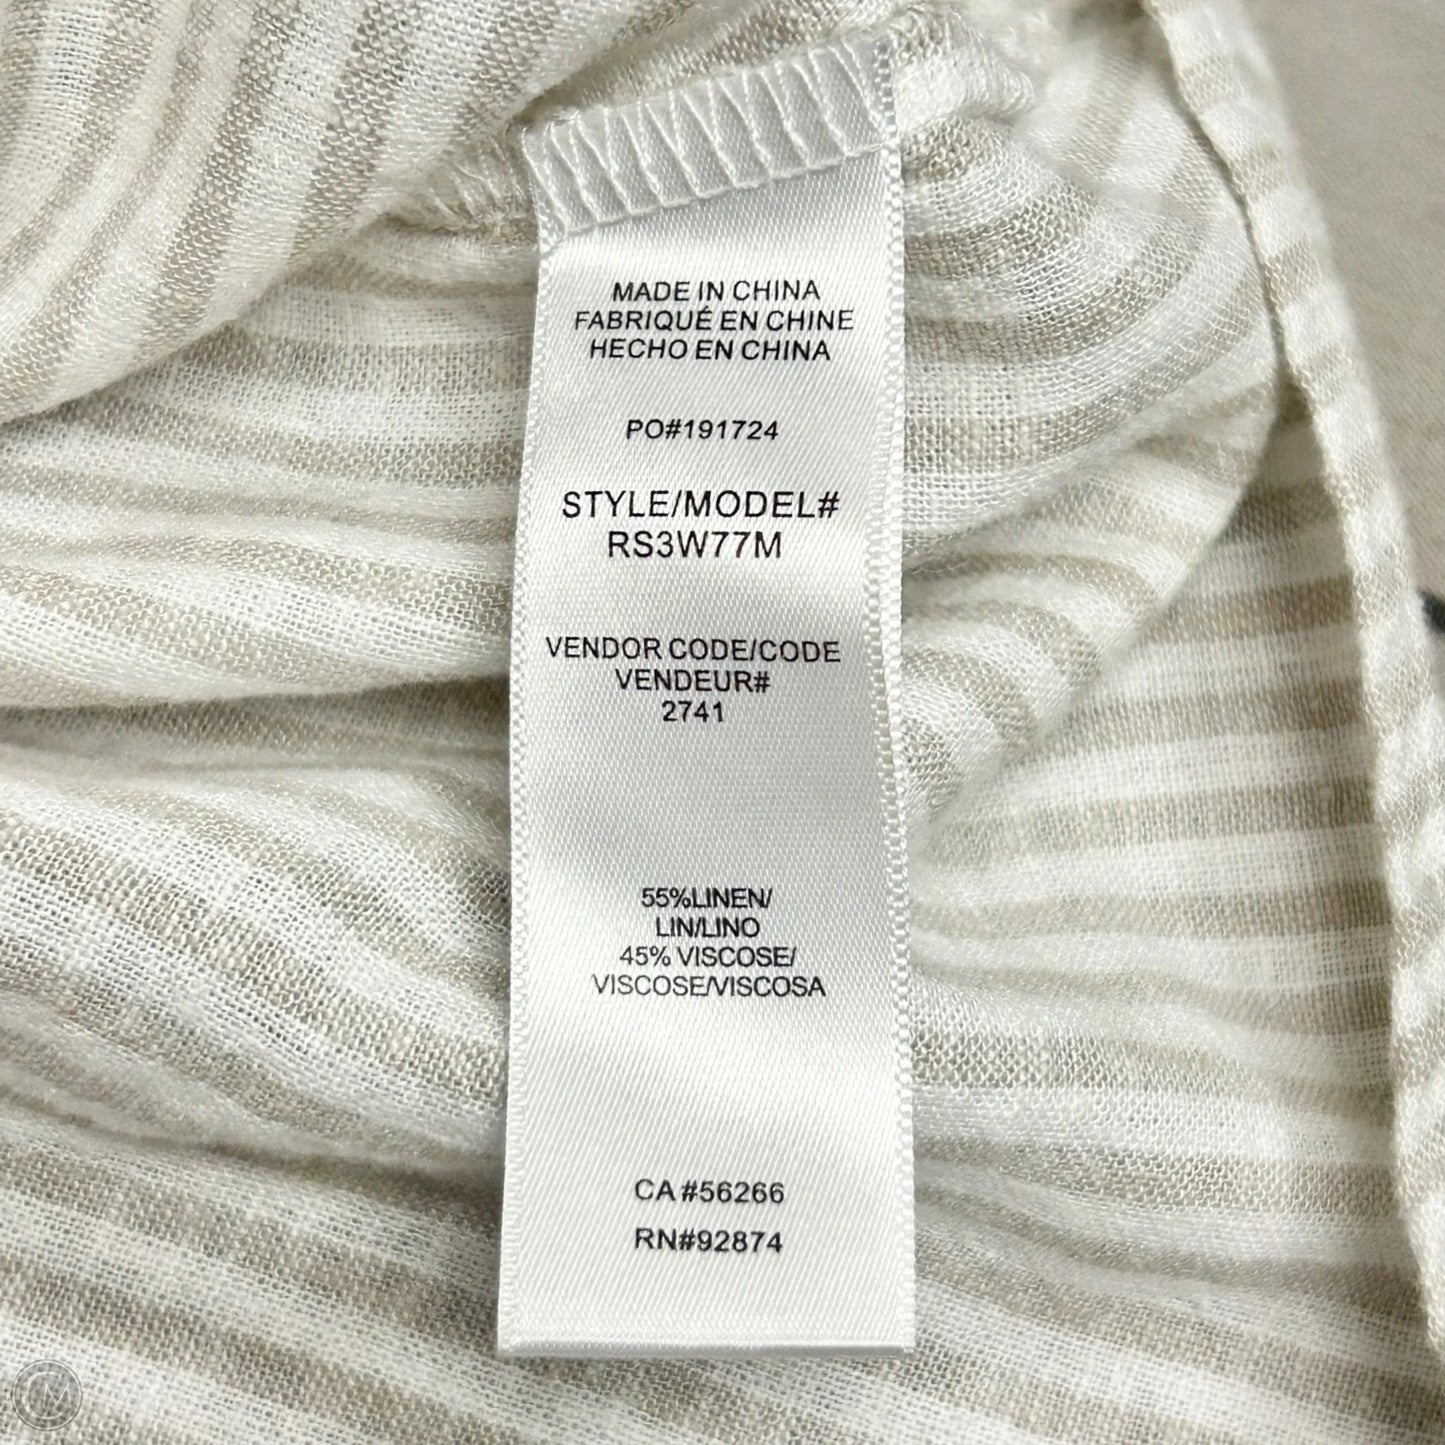 MADE IN CHINA
FABRIQUÉ EN CHINE
HECHO EN CHINA
PO#191724
STYLE/MODEL#
RS3W77M
VENDOR CODE/CODE
VENDEUR#
2741
55%LINEN/
LIN/LINO
45% VISCOSE/
VISCOSE/VISCOSA
CA#56266
RN#92874
CM